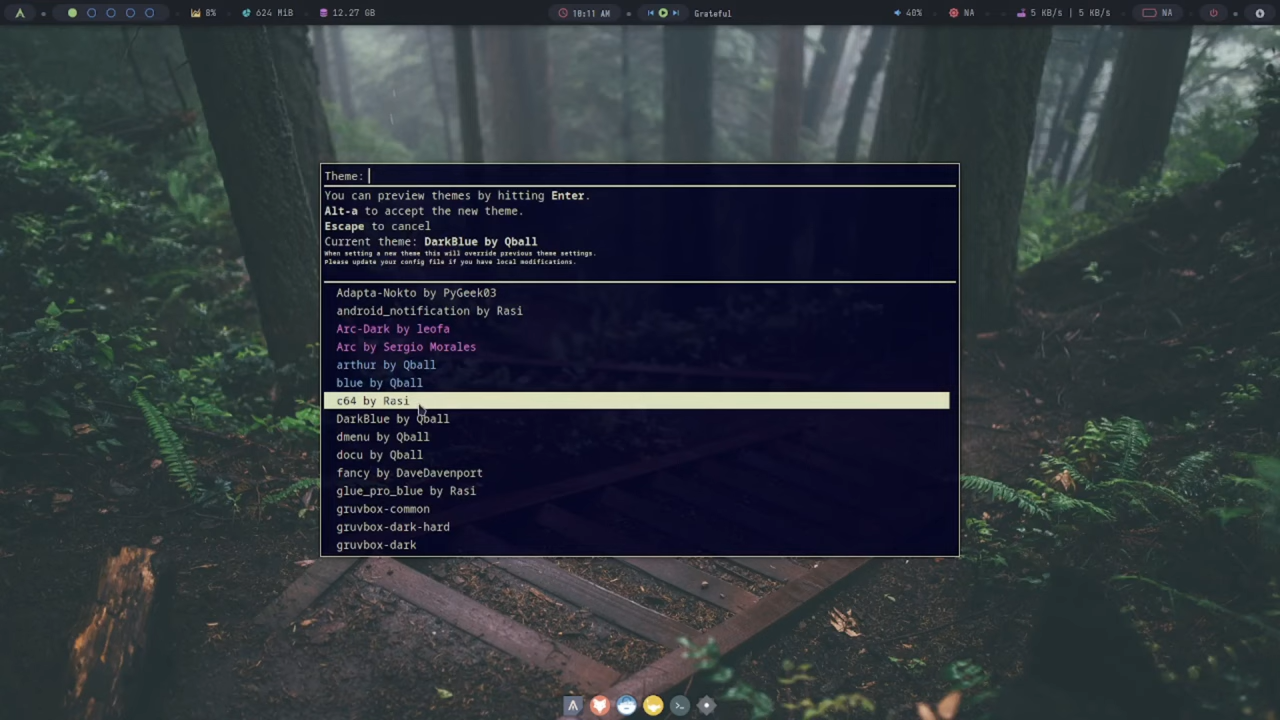 8%
624 MiB
12.27 GB
10:11 AM
Grateful
40%
NA
5 KB/s | 5 KB/s
NA
Theme:
You can preview themes by hitting Enter.
Alt-a to accept the new theme.
Escape to cancel
Current theme: DarkBlue by Qball
When setting a new theme this will override previous theme settings.
Please update your config file if you have local modifications.
Adapta-Nokto by PyGeek03
android_notification by Rasi
Arc-Dark by leofa
Arc by Sergio Morales
arthur by Qball
blue by Qball
c64 by Rasi
DarkBlue by Qball
dmenu by Qball
docu by Qball
fancy by DaveDavenport
glue_pro_blue by Rasi
gruvbox-common
gruvbox-dark-hard
gruvbox-dark